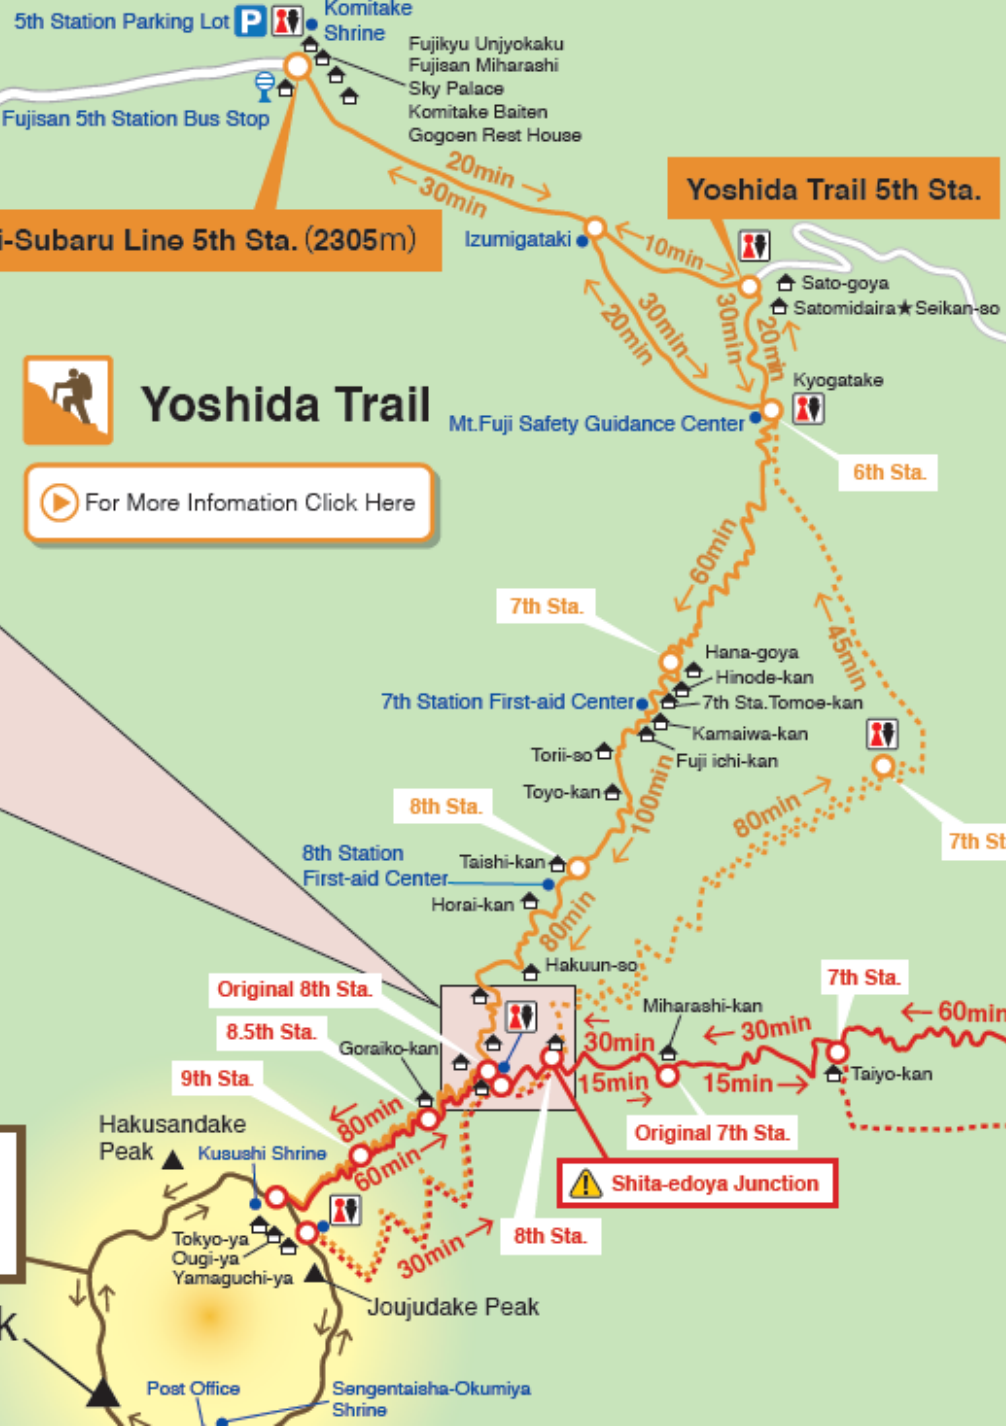 5th Station Parking Lot
P
Komitake
Shrine
Fujikyu Unjyokaku
Fujisan Miharashi
Sky Palace
Komitake Baiten
Gogoen Rest House
Fujisan 5th Station Bus Stop
20min
30min
i-Subaru Line 5th Sta. (2305m)
Yoshida Trail 5th Sta.
Izumigataki
10min
Sato-goya
Satomidaira★Seikan-so
30min
20min
30min
20min
Yoshida Trail
Kyogatake
Mt.Fuji Safety Guidance Center
6th Sta.
For More Infomation Click Here
60min
7th Sta.
45min
Hana-goya
Hinode-kan
7th Station First-aid Center
7th Sta.Tomoe-kan
Kamaiwa-kan
Torii-so
Fuji ichi-kan
Toyo-kan
100min
80min
8th Sta.
7th St
8th Station
First-aid Center
Taishi-kan
Horai-kan
80min
Hakuun-so
Original 8th Sta.
Miharashi-kan
7th Sta.
8.5th Sta.
Goraiko-kan
30min
30min
60min
15min
15min
Taiyo-kan
9th Sta.
80min
60min
Original 7th Sta.
Hakusandake
Peak
Kusushi Shrine
Shita-edoya Junction
8th Sta.
30min
Tokyo-ya
Ougi-ya
Yamaguchi-ya
Joujudake Peak
k
Post Office
Sengentaisha-Okumiya
Shrine